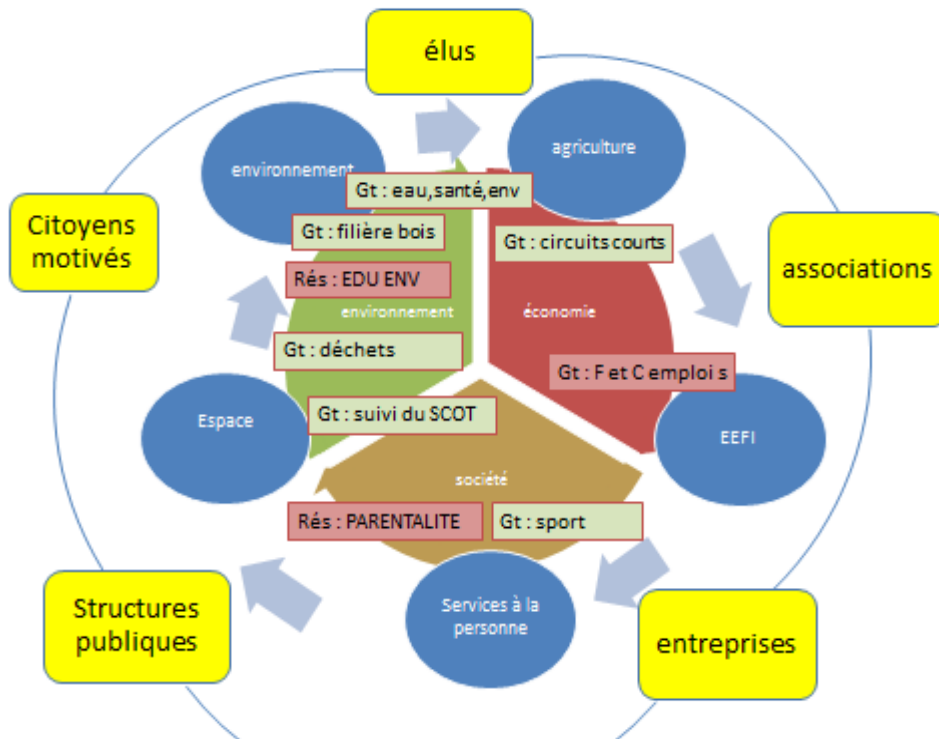 élus
environnement
agriculture
Gt : eau,santé,env
Citoyens
motivés
Gt : filière bois
Gt : circuits courts
associations
Rés : EDU ENV
environnement
économie
Gt : déchets
Gt : F et C emploi s
Espace
Gt : suivi du SCOT
EEFI
société
Rés : PARENTALITE
Gt : sport
Structures
publiques
Services à la
personne
entreprises